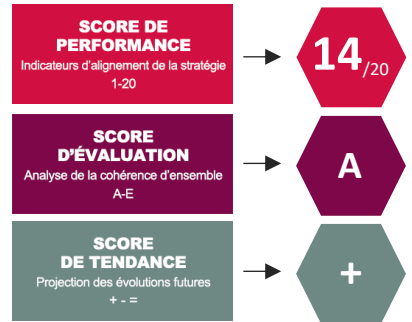 SCORE DE
PERFORMANCE
Indicateurs d'alignement de la stratégie
1-20
14/20
SCORE
D'ÉVALUATION
Analyse de la cohérence d'ensemble
A-E
A
SCORE
DE TENDANCE
Projection des évolutions futures
+ - =
+